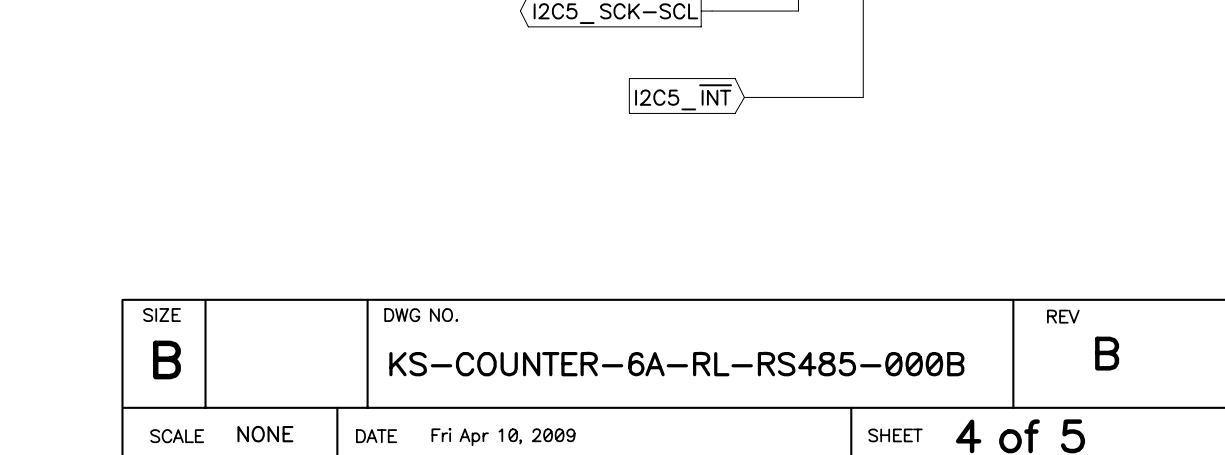 I2C5_SCK-SCL
I2C5_INT
SIZE
B
DWG NO.
KS-COUNTER-6A-RL-RS485-000B
REV
B
SCALE NONE
DATE Fri Apr 10, 2009
SHEET 4 of 5